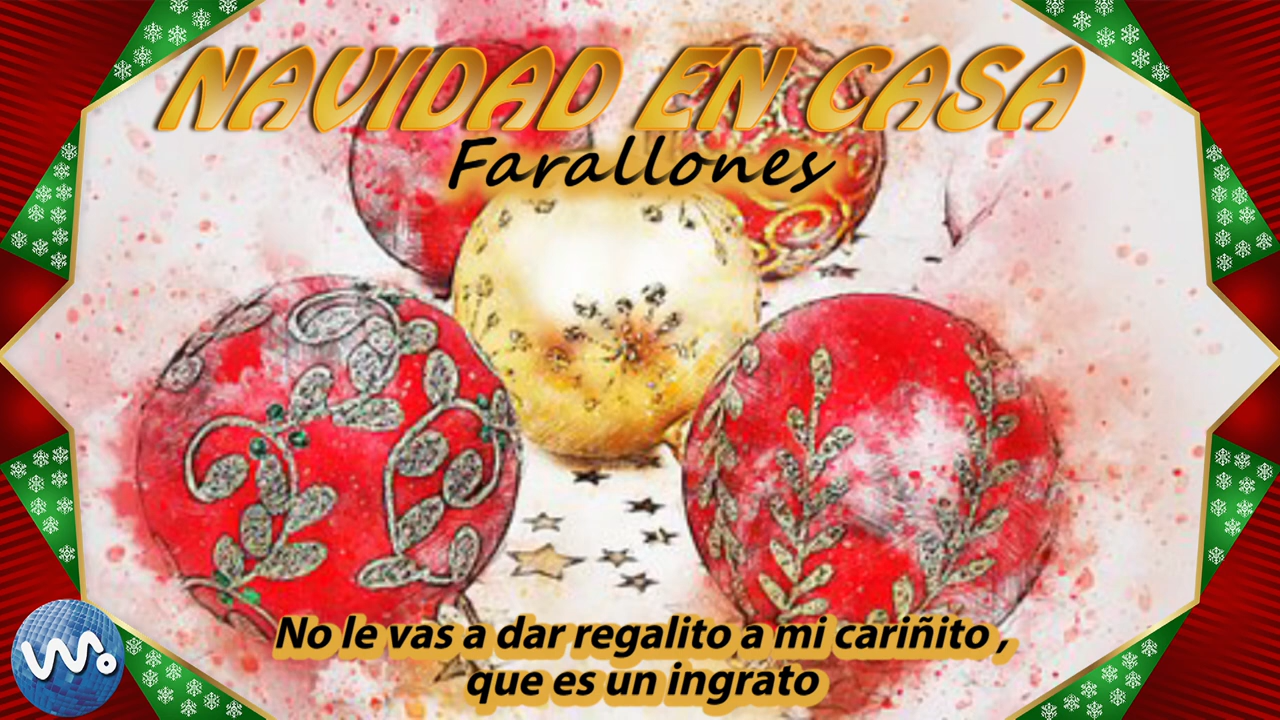 NAVIDAD EN CASA
Farallones
No le vas a dar regalito a mi cariñito ,
que es un ingrato